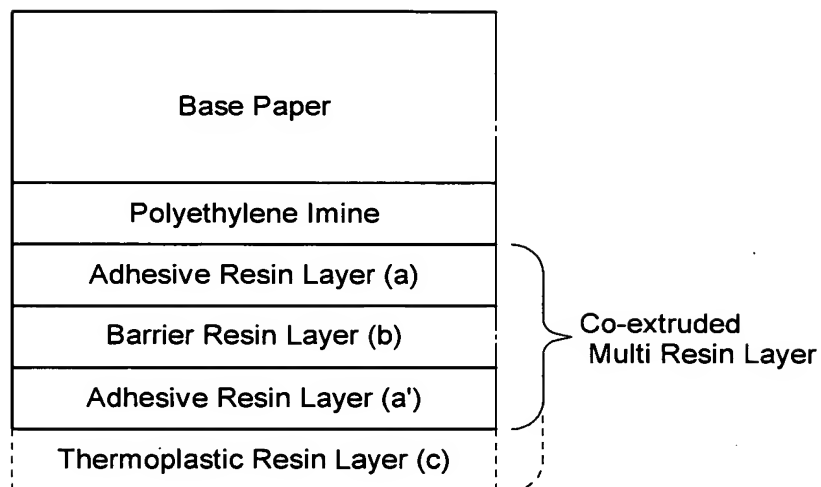 Base Paper
Polyethylene Imine
Adhesive Resin Layer (a)
Barrier Resin Layer (b)
Adhesive Resin Layer (a')
Thermoplastic Resin Layer (c)
Co-extruded
Multi Resin Layer